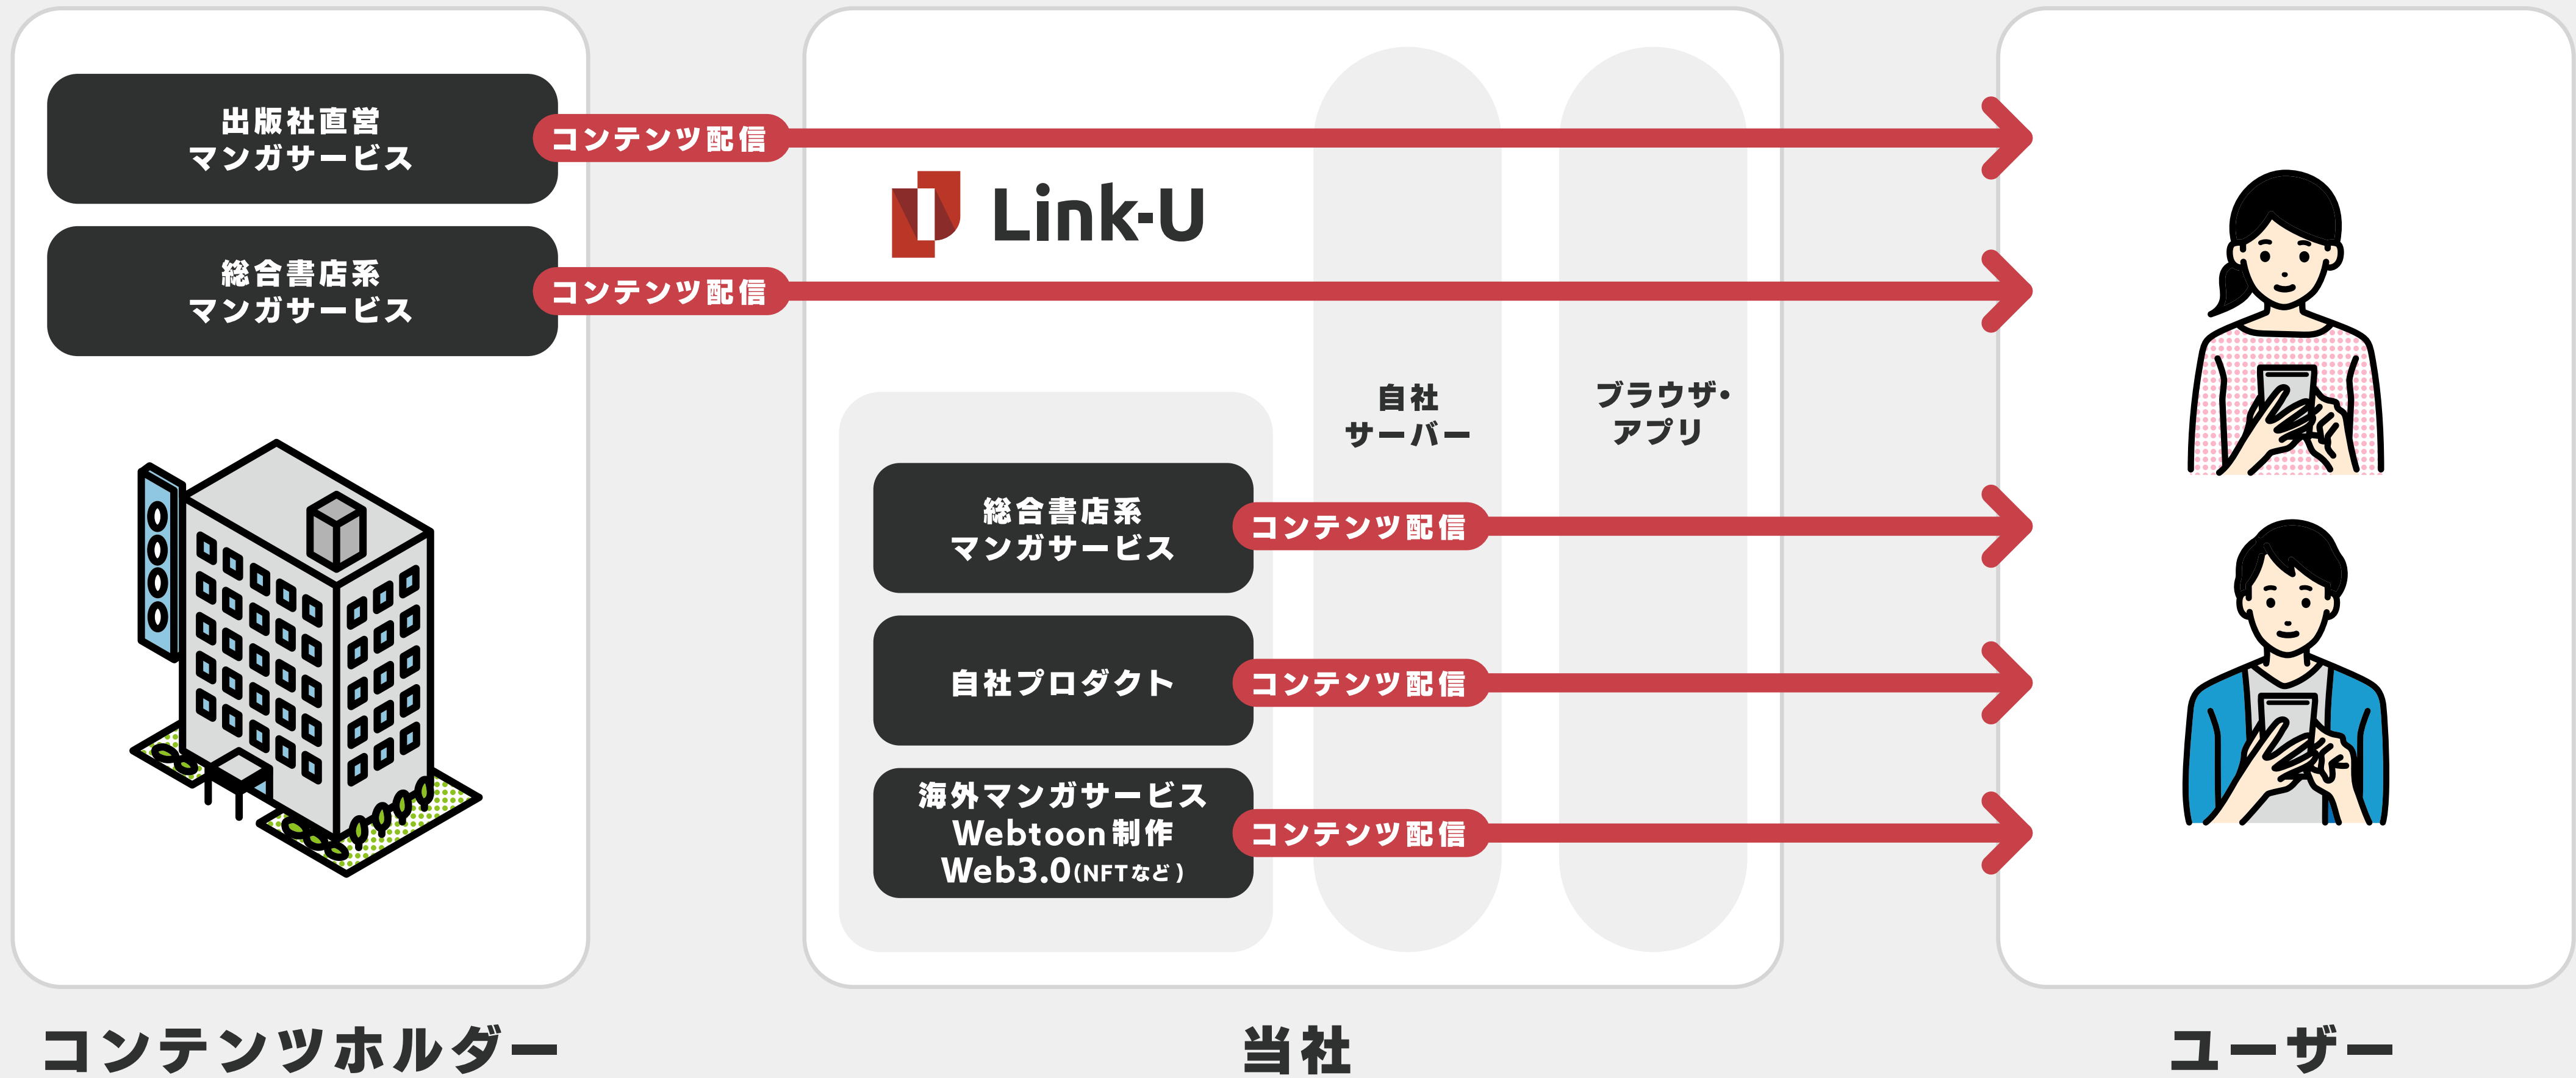 出版社直営
マンガサービス
コンテンツ配信
総合書店系
マンガサービス
コンテンツ配信
コンテンツホルダー
Link-U
自社
サーバー
ブラウザ・
アプリ
総合書店系
マンガサービス
コンテンツ配信
自社プロダクト
コンテンツ配信
海外マンガサービス
Webtoon制作
Web3.0(NFTなど)
コンテンツ配信
当社
ユーザー